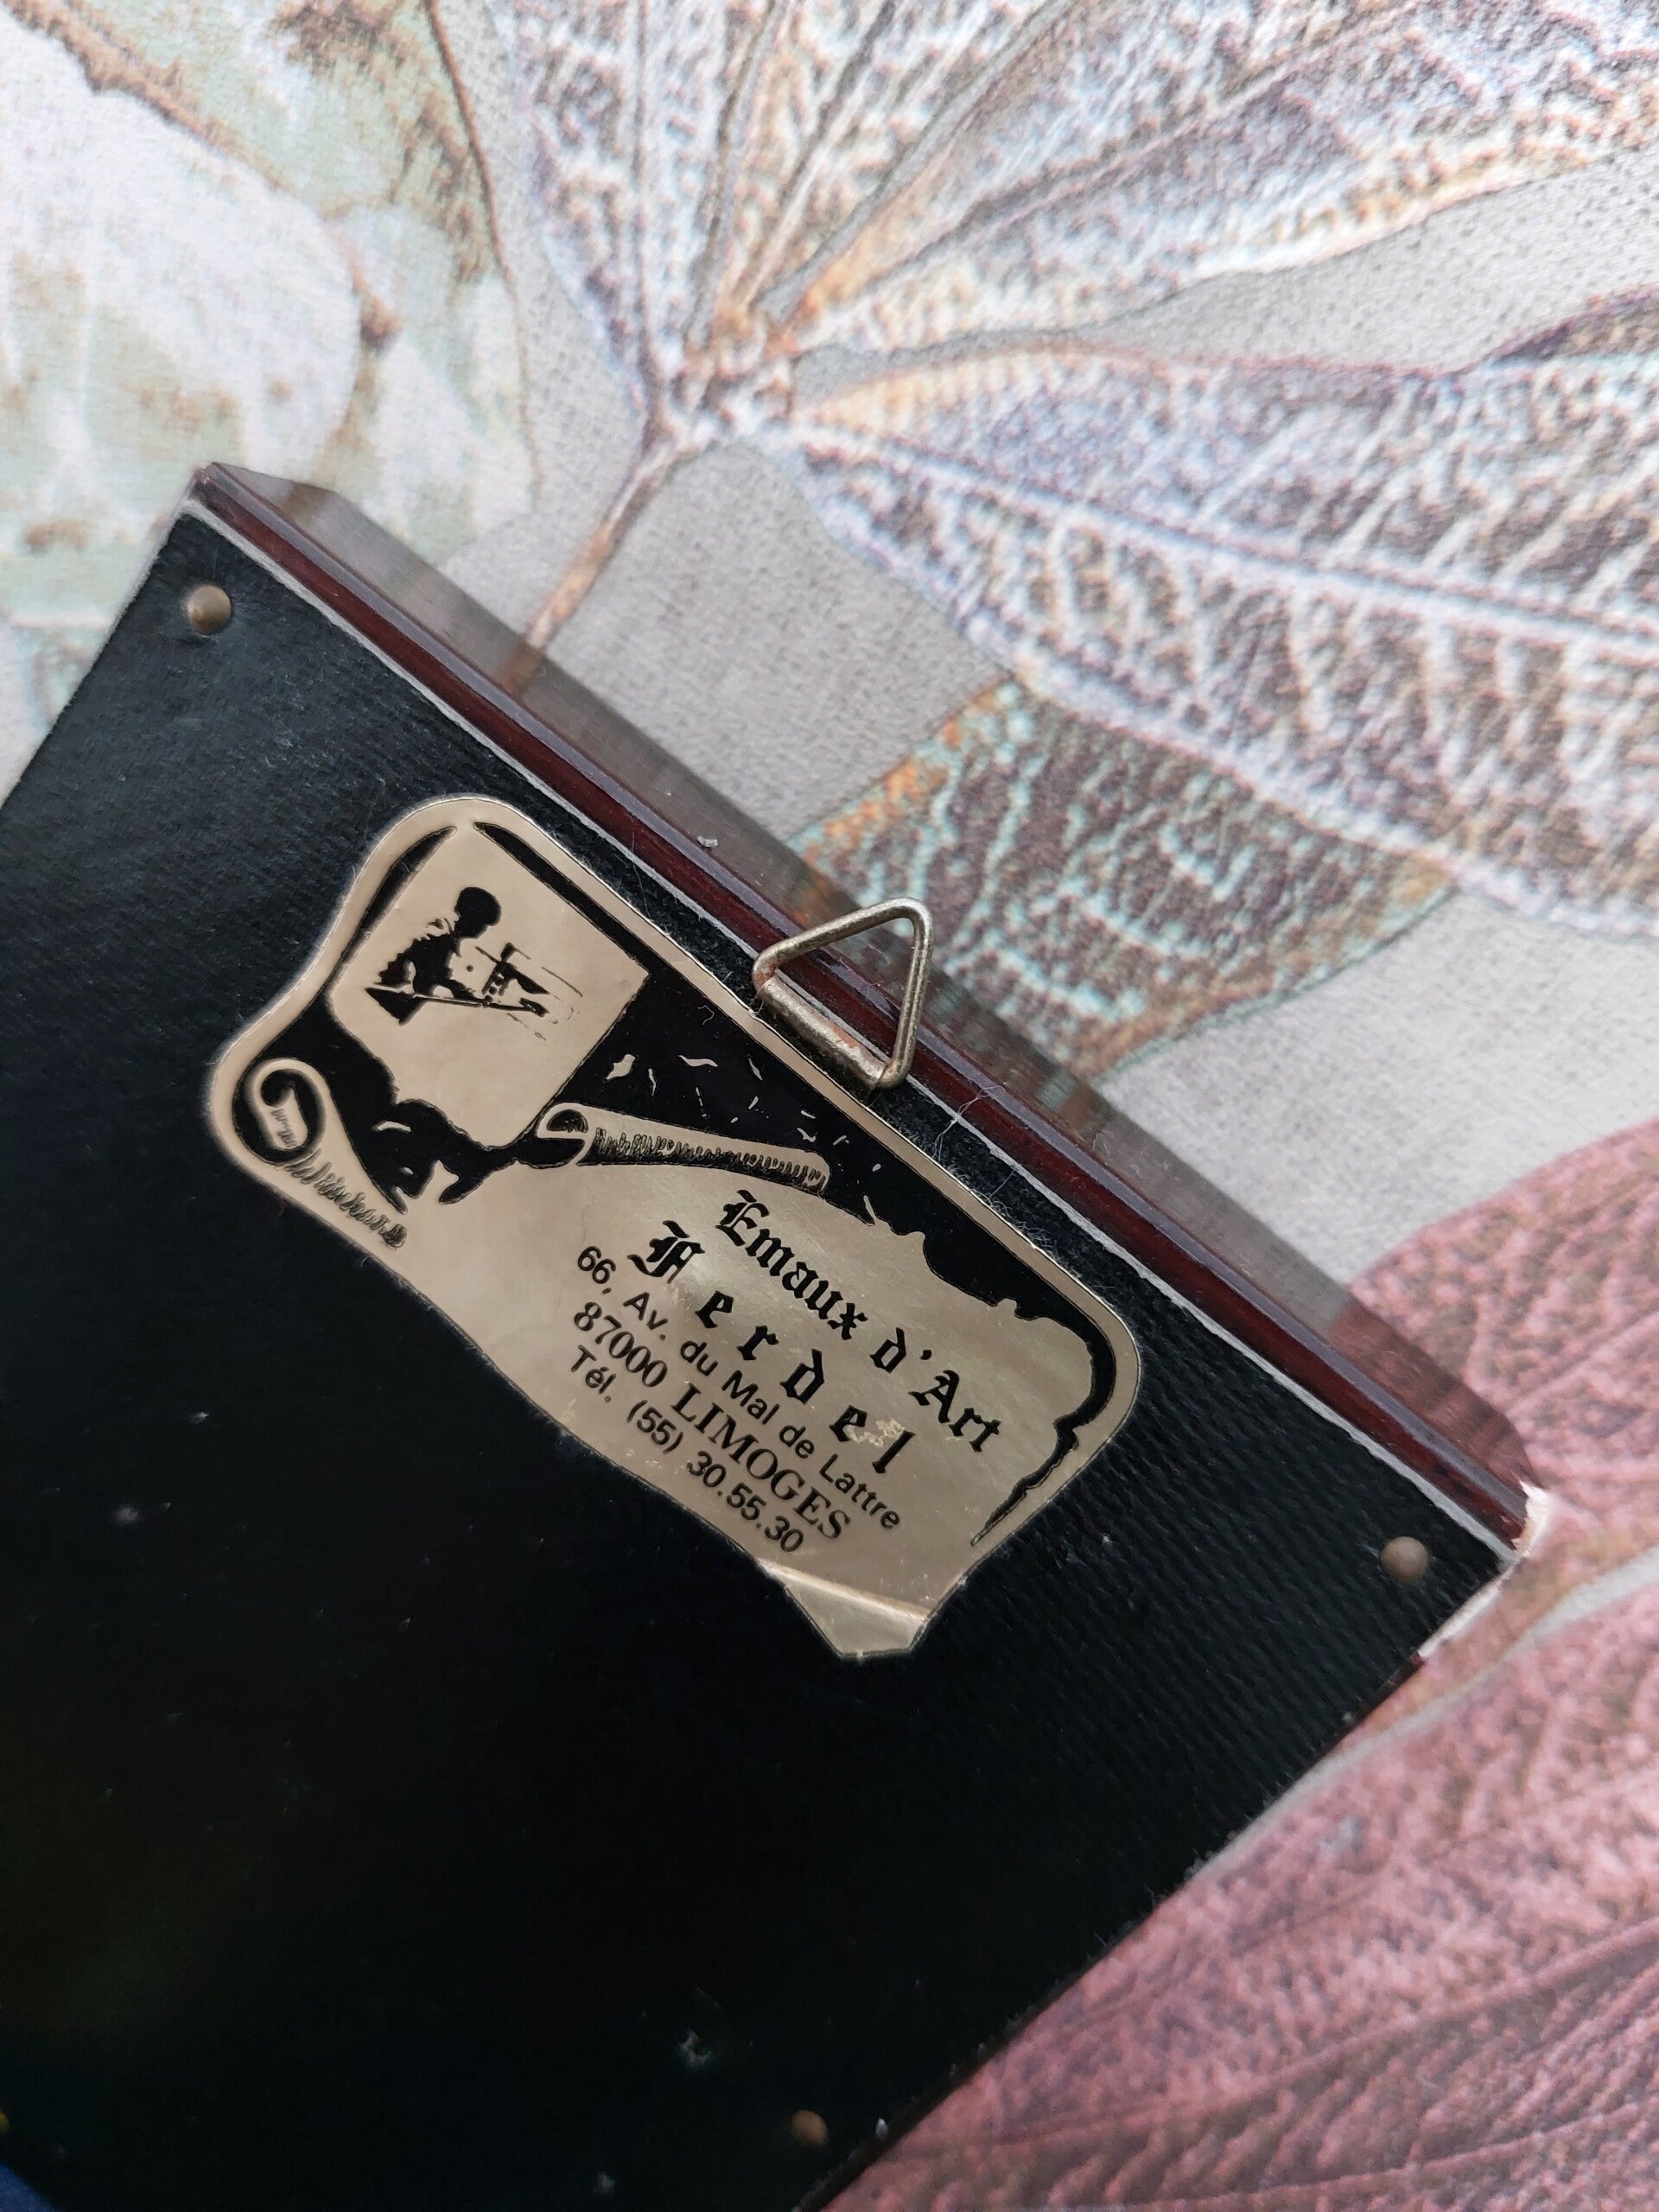 Emaux d'Art
Ferdel
66, Av. du Mal de Lattre
87000 LIMOGES
Tél. (55) 30.55.30